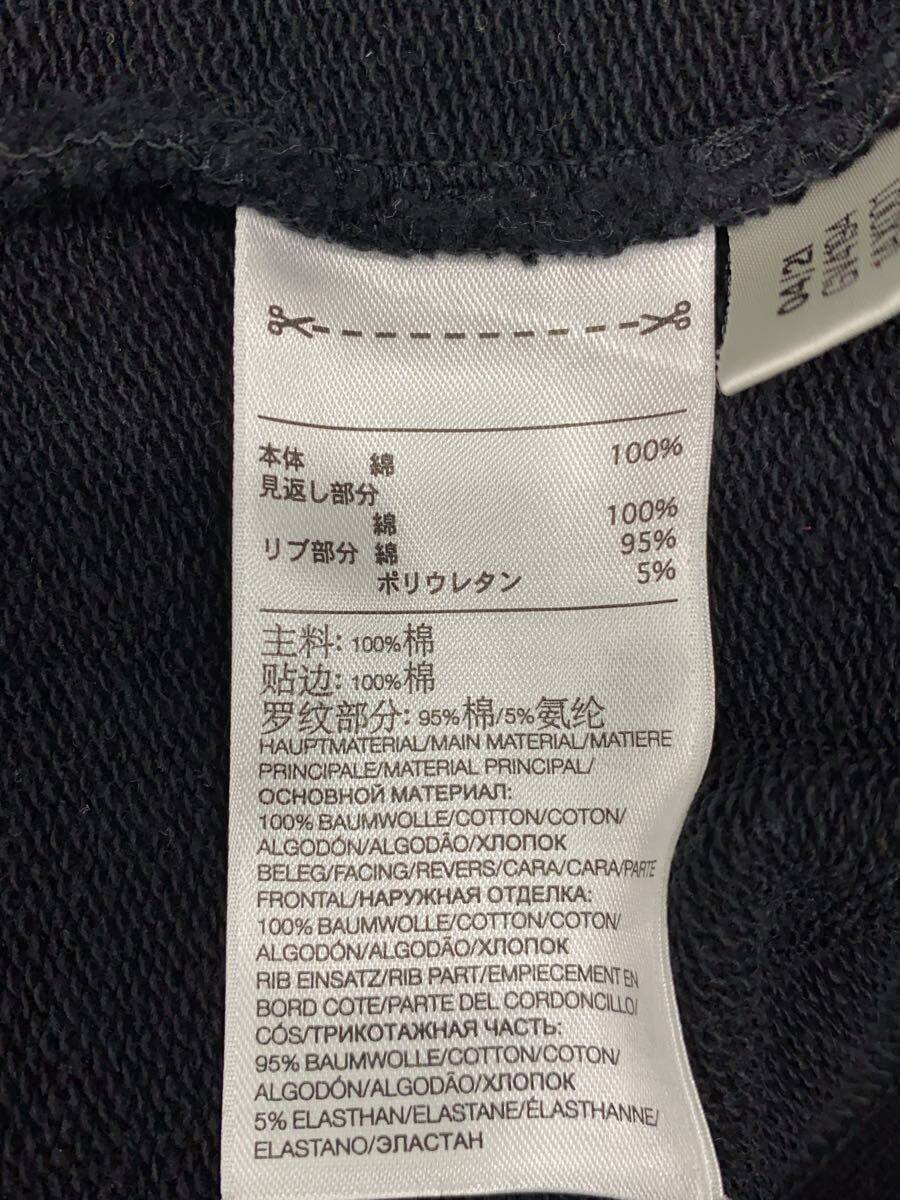 本体 綿 100%
見返し部分
綿 100%
リブ部分 綿 95%
ポリウレタン 5%
主料: 100%棉
贴边: 100%棉
罗纹部分: 95%棉/5%氨纶
HAUPTMATERIAL/MAIN MATERIAL/MATIERE
PRINCIPALE/MATERIAL PRINCIPAL/
ОСНОВНОЙ МАТЕРИАЛ:
100% BAUMWOLLE/COTTON/COTON/
ALGODÓN/ALGODÃO/ХЛОПОК
BELEG/FACING/REVERS/CARA/CARA/PARTE
FRONTAL/НАРУЖНАЯ ОТДЕЛКА:
100% BAUMWOLLE/COTTON/COTON/
ALGODÓN/ALGODÃO/ХЛОПОК
RIB EINSATZ/RIB PART/EMPIECEMENT EN
BORD COTE/PARTE DEL CORDONCILLO/
CÓS/ТРИКОТАЖНАЯ ЧАСТЬ:
95% BAUMWOLLE/COTTON/COTON/
ALGODÓN/ALGODÃO/ХЛОПОК
5% ELASTHAN/ELASTANE/ÉLASTHANNE/
ELASTANO/ЭЛАСТАН
04/21